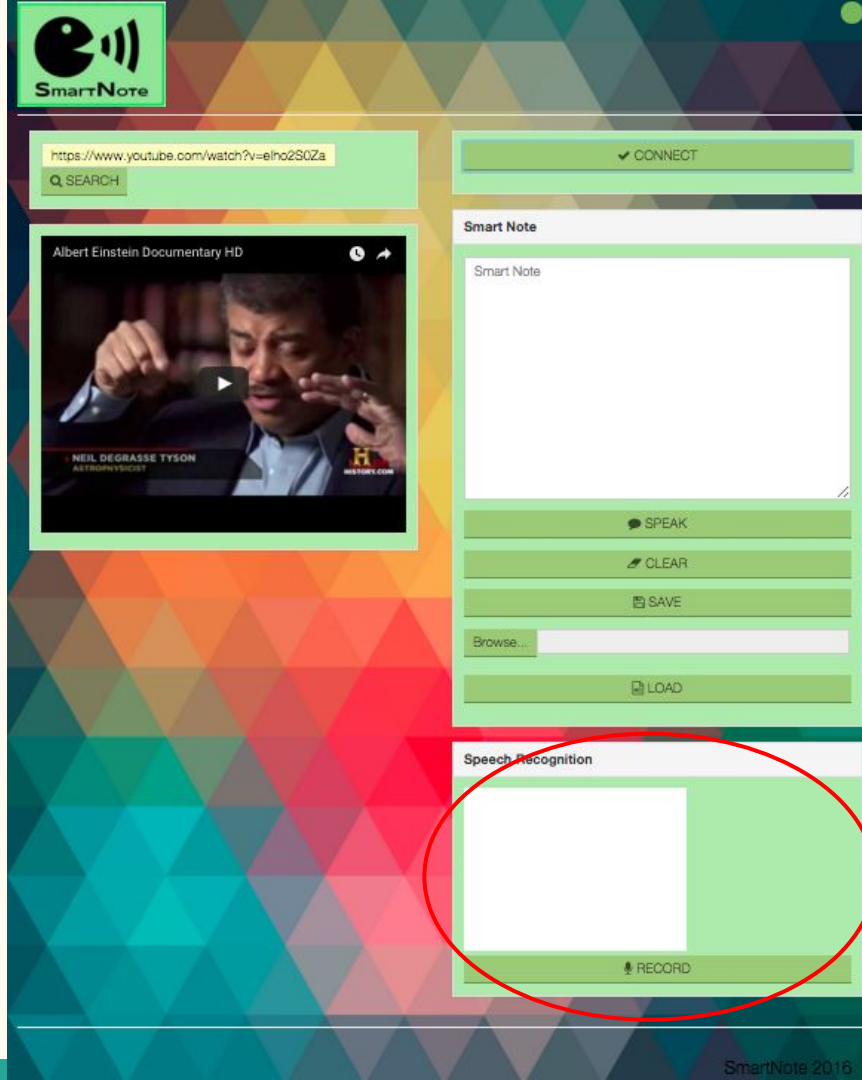 SmartNote
https://www.youtube.com/watch?v=elho2S0Za
SEARCH
Albert Einstein Documentary HD
NEIL DEGRASSE TYSON
ASTROPHYSICIST
H
HISTORY.COM
CONNECT
Smart Note
Smart Note
SPEAK
CLEAR
SAVE
Browse...
LOAD
Speech Recognition
RECORD
SmartNote 2016